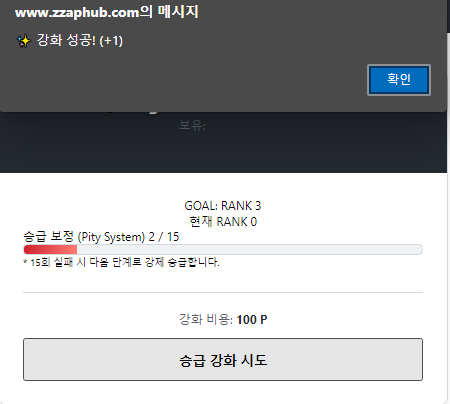 www.zzaphub.com의 메시지
✨ 강화 성공! (+1)
확인
보유:
GOAL: RANK 3
현재 RANK 0
승급 보정 (Pity System) 2 / 15
* 15회 실패 시 다음 단계로 강제 승급합니다.
강화 비용: 100 P
승급 강화 시도